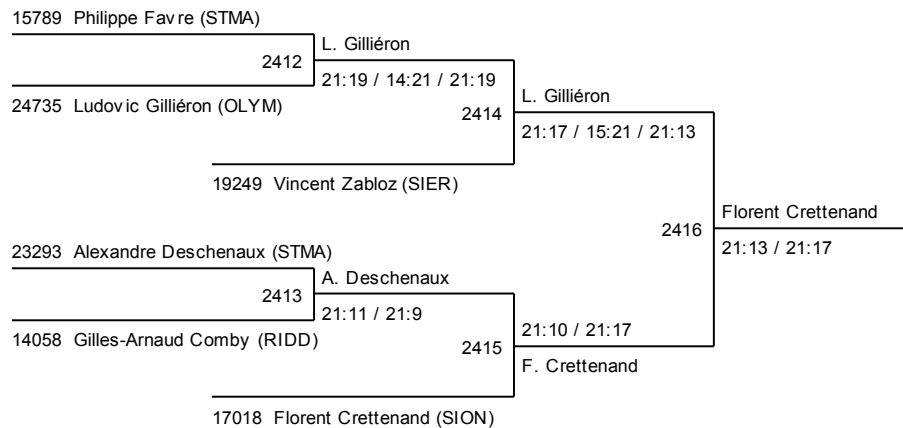 15789 Philippe Favre (STMA)
L. Gilliéron
2412
21:19 / 14:21 / 21:19
24735 Ludovic Gilliéron (OLYM)
L. Gilliéron
2414
21:17 / 15:21 / 21:13
19249 Vincent Zabloz (SIER)
Florent Crettenand
2416
21:13 / 21:17
23293 Alexandre Deschenaux (STMA)
A. Deschenaux
2413
21:11 / 21:9
14058 Gilles-Arnaud Comby (RIDD)
21:10 / 21:17
2415
F. Crettenand
17018 Florent Crettenand (SION)